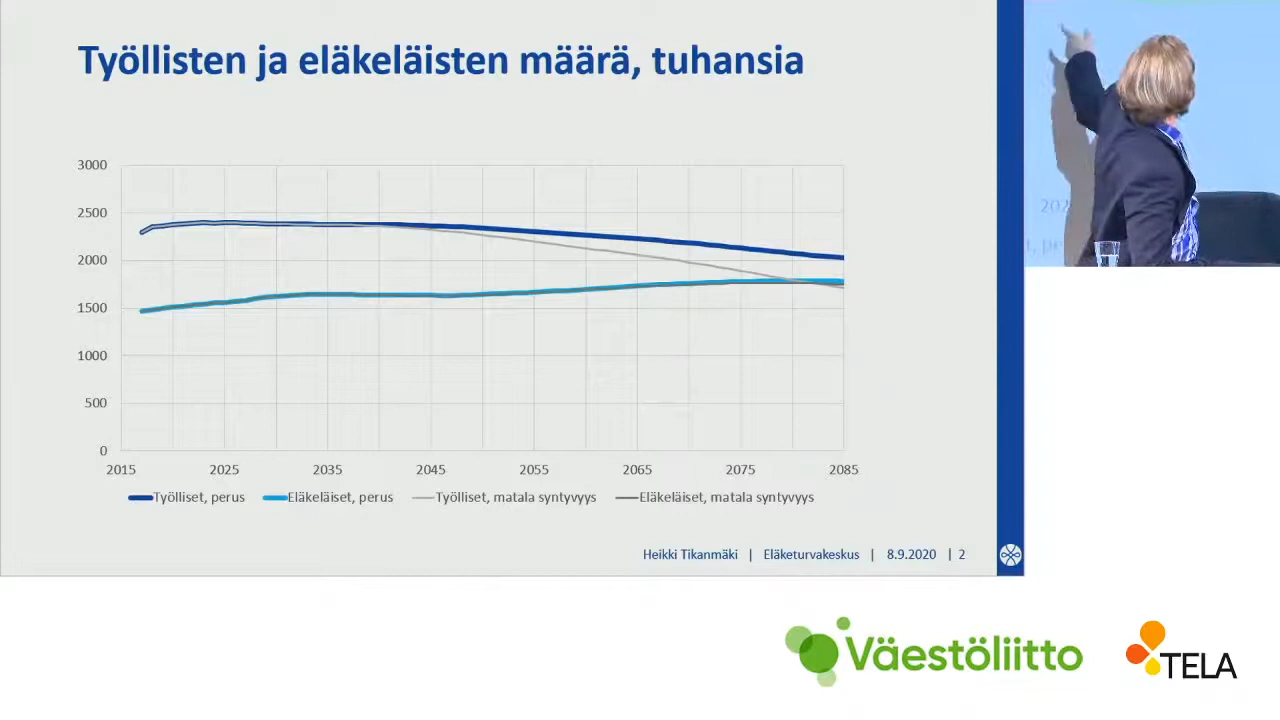 Työllisten ja eläkeläisten määrä, tuhansia
3000
2500
2000
1500
1000
500
0
2015 2025 2035 2045 2055 2065 2075 2085
Työlliset, perus Eläkeläiset, perus Työlliset, matala syntyvyys Eläkeläiset, matala syntyvyys
Heikki Tikanmäki | Eläketurvakeskus | 8.9.2020 | 2
Väestöliitto
TELA